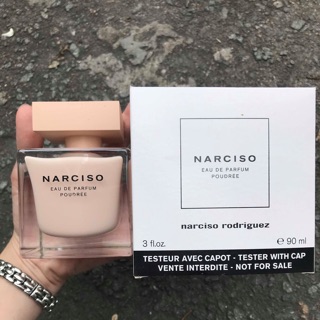 NARCISO
EAU DE PARFUM
POUDRÉE
NARCISO
EAU DE PARFUM
POUDRÉE
narciso rodriguez
3 fl.oz. e 90 ml
TESTEUR AVEC CAPOT - TESTER WITH CAP
VENTE INTERDITE - NOT FOR SALE